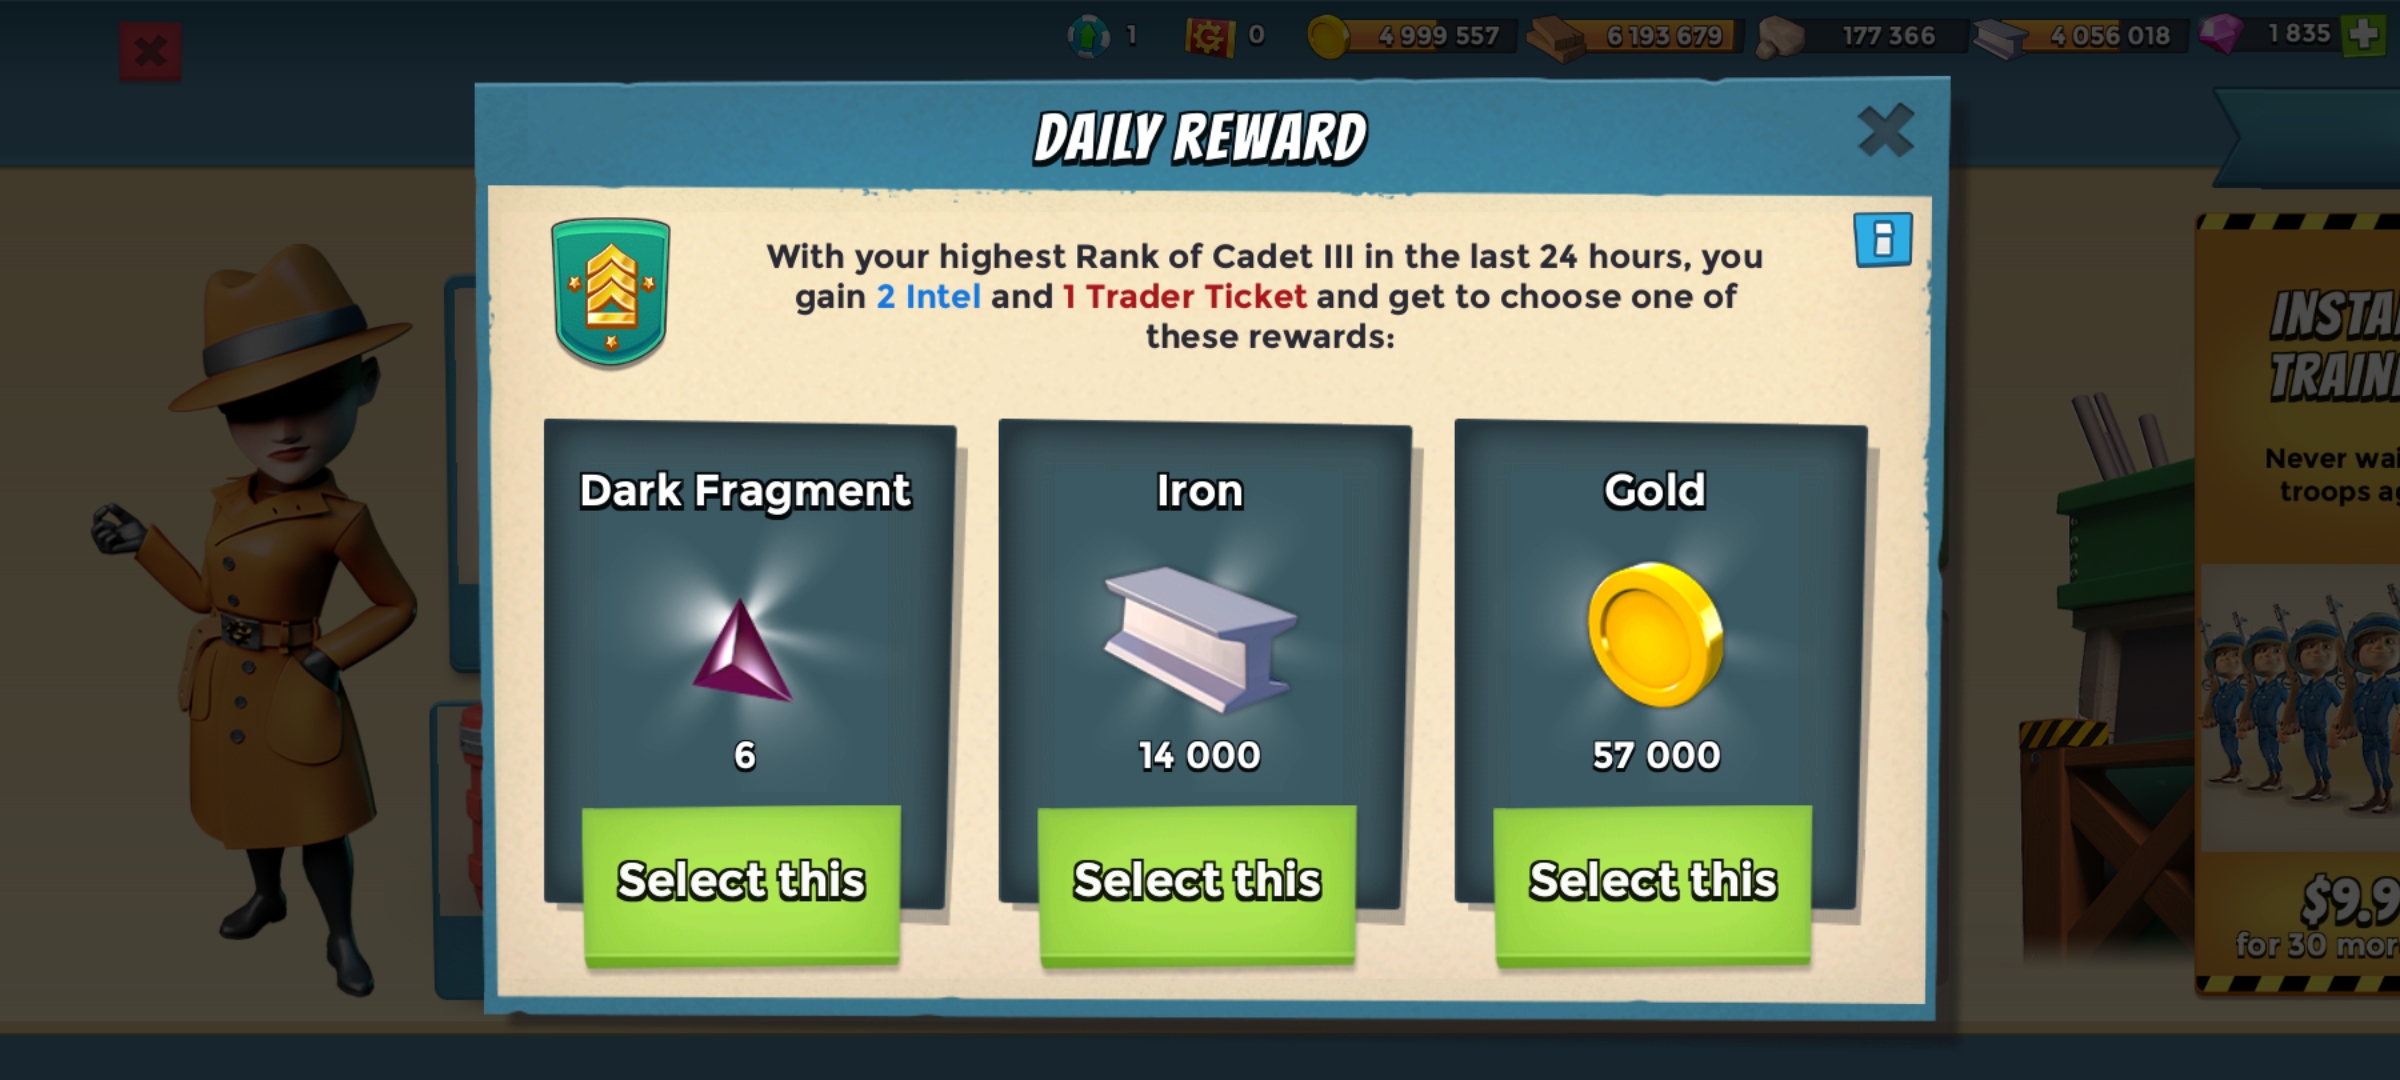 1
0
4 999 557
6 193 679
177 366
4 056 018
1 835
DAILY REWARD
With your highest Rank of Cadet III in the last 24 hours, you
gain 2 Intel and 1 Trader Ticket and get to choose one of
these rewards:
Dark Fragment
6
Select this
Iron
14 000
Select this
Gold
57 000
Select this
Never
for 30